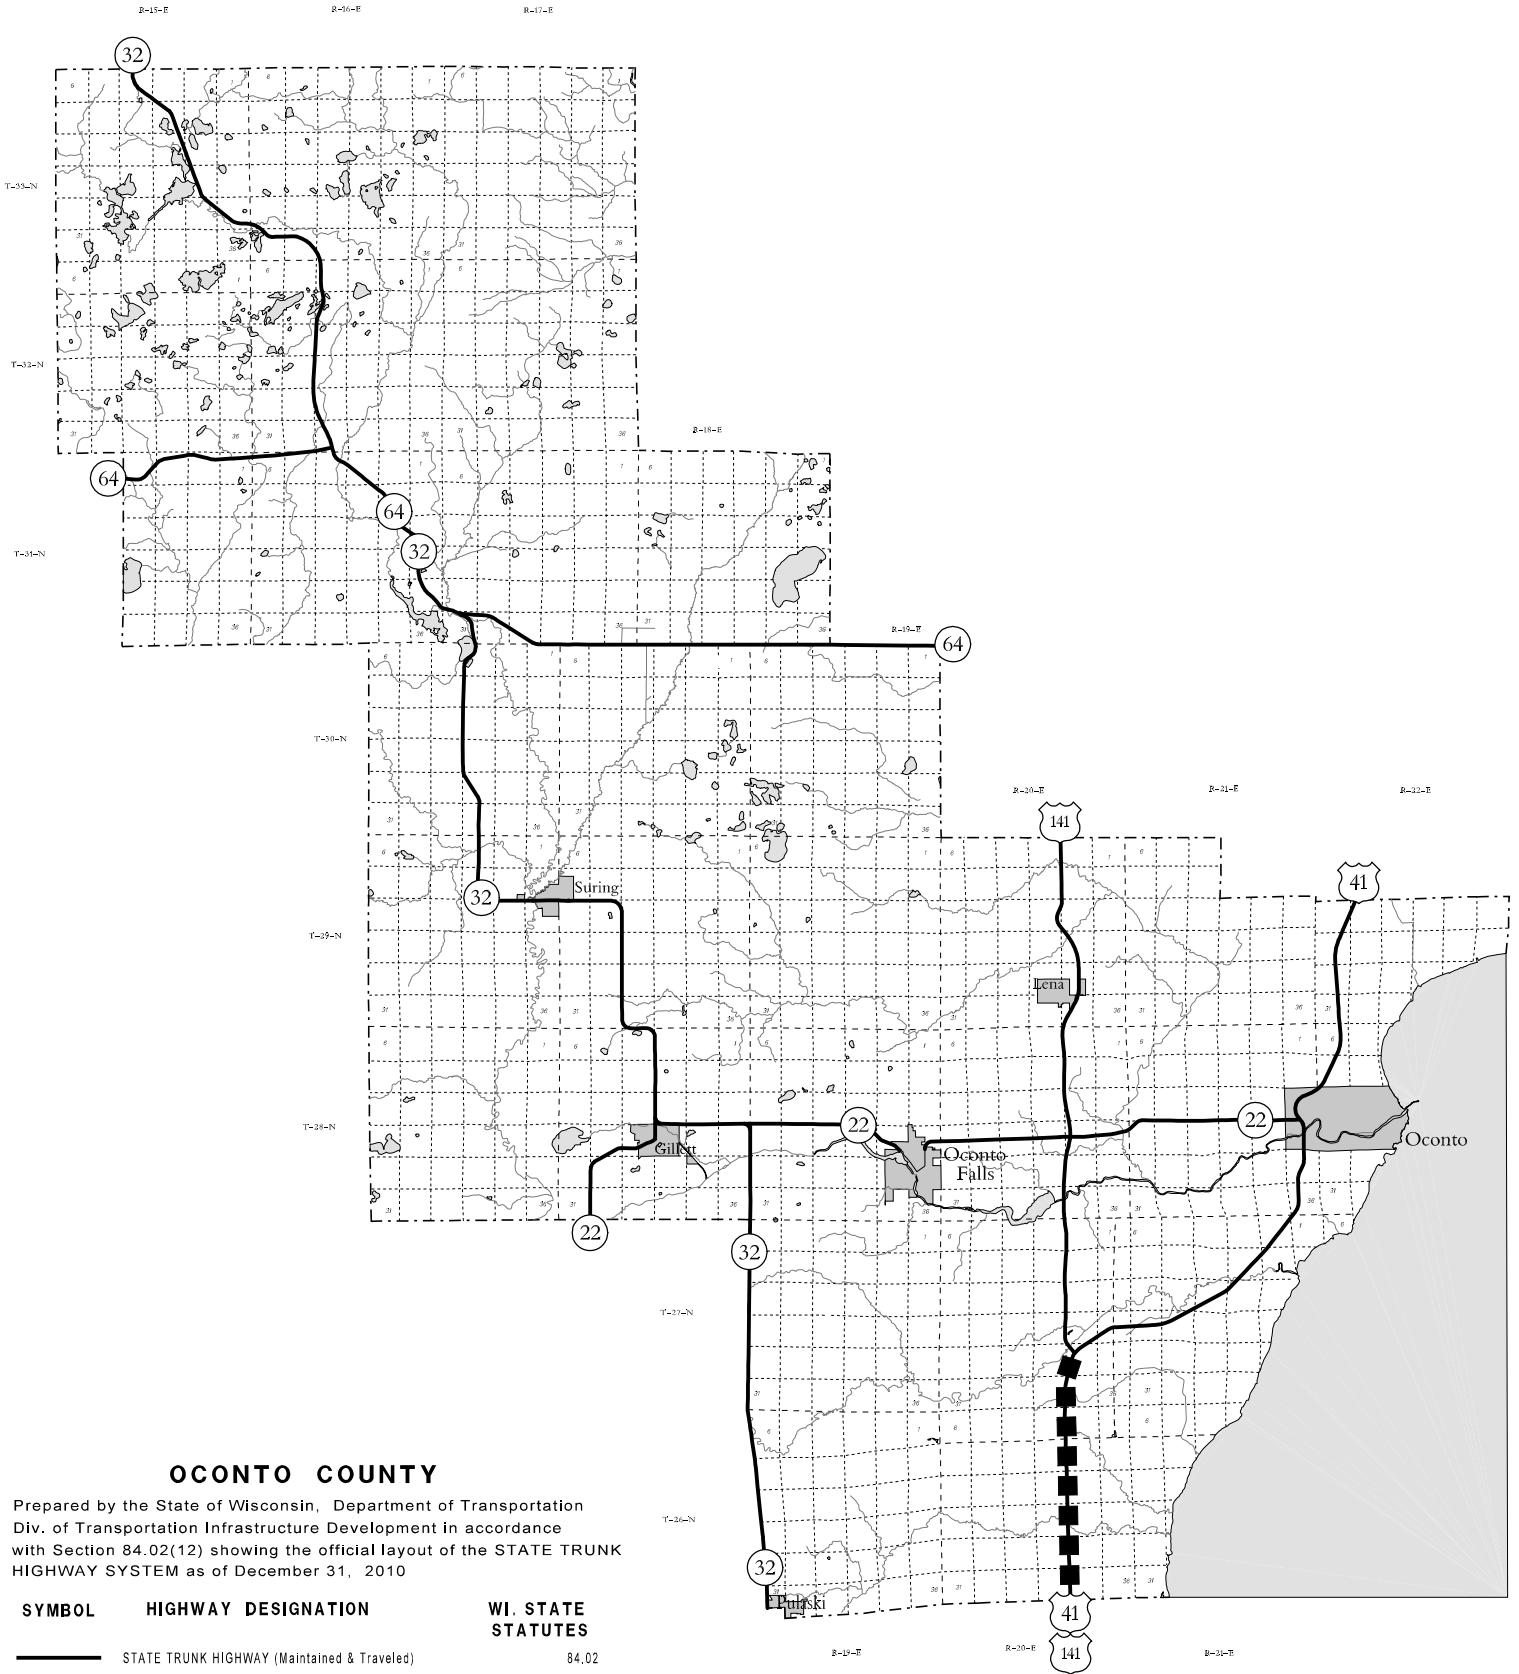 R-15-E R-16-E R-17-E
32
T-33-N
T-32-N
R-18-E
64
64
32
T-31-N
R-19-E
64
T-30-N
R-20-E R-21-E R-22-E
141
41
32
Suring
T-29-N
Lena
T-28-N
22
22
Gillett
Oconto
Falls
Oconto
22
32
T-27-N
OCONTO COUNTY
Prepared by the State of Wisconsin, Department of Transportation
Div. of Transportation Infrastructure Development in accordance
with Section 84.02(12) showing the official layout of the STATE TRUNK
HIGHWAY SYSTEM as of December 31, 2010
T-26-N
32
Pulaski
41
141
R-19-E R-20-E R-21-E
SYMBOL HIGHWAY DESIGNATION WI. STATE
STATUTES
STATE TRUNK HIGHWAY (Maintained & Traveled) 84.02